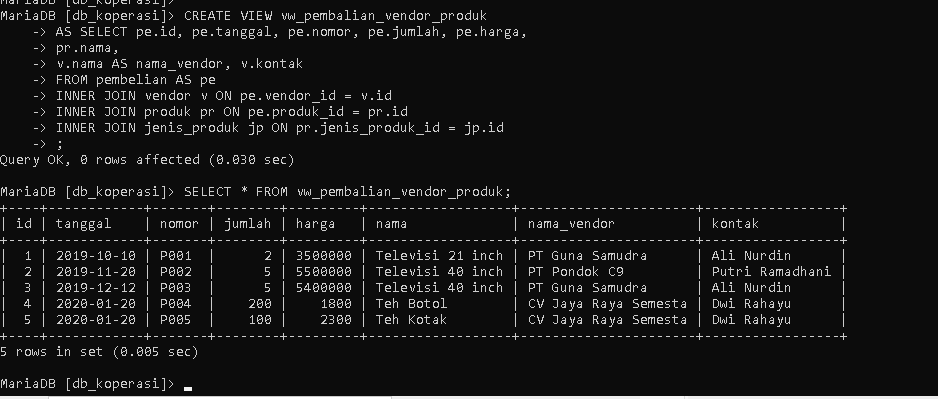 MariaDB [db_koperasi]> CREATE VIEW vw_pembalian_vendor_produk
    -> AS SELECT pe.id, pe.tanggal, pe.nomor, pe.jumlah, pe.harga,
    -> pr.nama,
    -> v.nama AS nama_vendor, v.kontak
    -> FROM pembelian AS pe
    -> INNER JOIN vendor v ON pe.vendor_id = v.id
    -> INNER JOIN produk pr ON pe.produk_id = pr.id
    -> INNER JOIN jenis_produk jp ON pr.jenis_produk_id = jp.id
    -> ;
Query OK, 0 rows affected (0.030 sec)

MariaDB [db_koperasi]> SELECT * FROM vw_pembalian_vendor_produk;
+----+------------+-------+--------+---------+------------------+----------------------+-----------------+
| id | tanggal    | nomor | jumlah | harga   | nama             | nama_vendor          | kontak          |
+----+------------+-------+--------+---------+------------------+----------------------+-----------------+
|  1 | 2019-10-10 | P001  |      2 | 3500000 | Televisi 21 inch | PT Guna Samudra      | Ali Nurdin      |
|  2 | 2019-11-20 | P002  |      5 | 5500000 | Televisi 40 inch | PT Pondok C9         | Putri Ramadhani |
|  3 | 2019-12-12 | P003  |      5 | 5400000 | Televisi 40 inch | PT Guna Samudra      | Ali Nurdin      |
|  4 | 2020-01-20 | P004  |    200 |    1800 | Teh Botol        | CV Jaya Raya Semesta | Dwi Rahayu      |
|  5 | 2020-01-20 | P005  |    100 |    2300 | Teh Kotak        | CV Jaya Raya Semesta | Dwi Rahayu      |
+----+------------+-------+--------+---------+------------------+----------------------+-----------------+
5 rows in set (0.005 sec)

MariaDB [db_koperasi]>